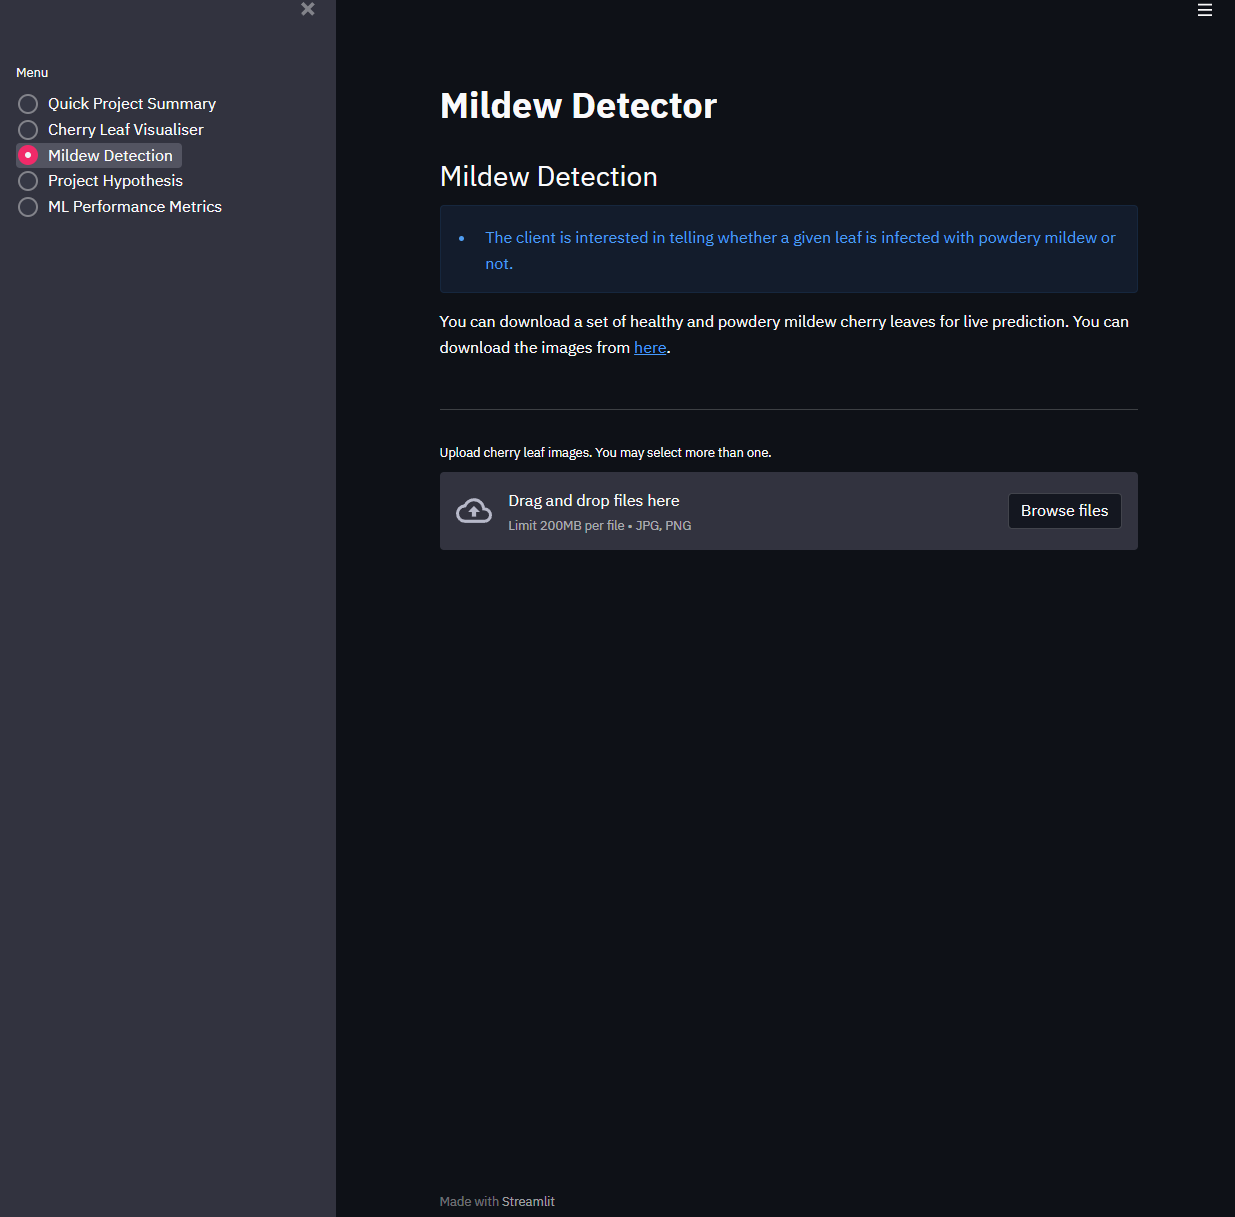 Menu
Quick Project Summary
Cherry Leaf Visualiser
Mildew Detection
Project Hypothesis
ML Performance Metrics
Mildew Detector
Mildew Detection
• The client is interested in telling whether a given leaf is infected with powdery mildew or
not.
You can download a set of healthy and powdery mildew cherry leaves for live prediction. You can
download the images from here.
Upload cherry leaf images. You may select more than one.
Drag and drop files here
Limit 200MB per file • JPG, PNG
Browse files
Made with Streamlit